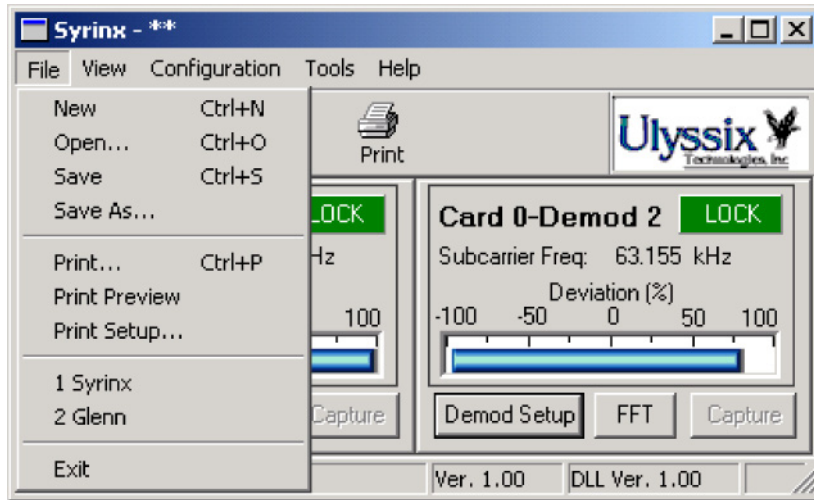 Syrinx - **
File View Configuration Tools Help
New Ctrl+N
Open... Ctrl+O
Save Ctrl+S
Save As...
Print... Ctrl+P
Print Preview
Print Setup...
1 Syrinx
2 Glenn
Exit
Print
Ulyssix
Technologies, Inc
LOCK
Hz
100
Capture
Card 0-Demod 2 LOCK
Subcarrier Freq: 63.155 kHz
Deviation (%)
-100 -50 0 50 100
Demod Setup FFT Capture
Ver. 1.00 DLL Ver. 1.00